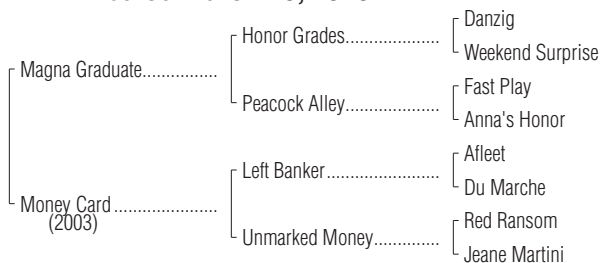 Danzig
Honor Grades....................
Weekend Surprise
Magna Graduate................
Fast Play
Peacock Alley....................
Anna's Honor
Afleet
Left Banker........................
Du Marche
Money Card......................
(2003)
Red Ransom
Unmarked Money..............
Jeane Martini